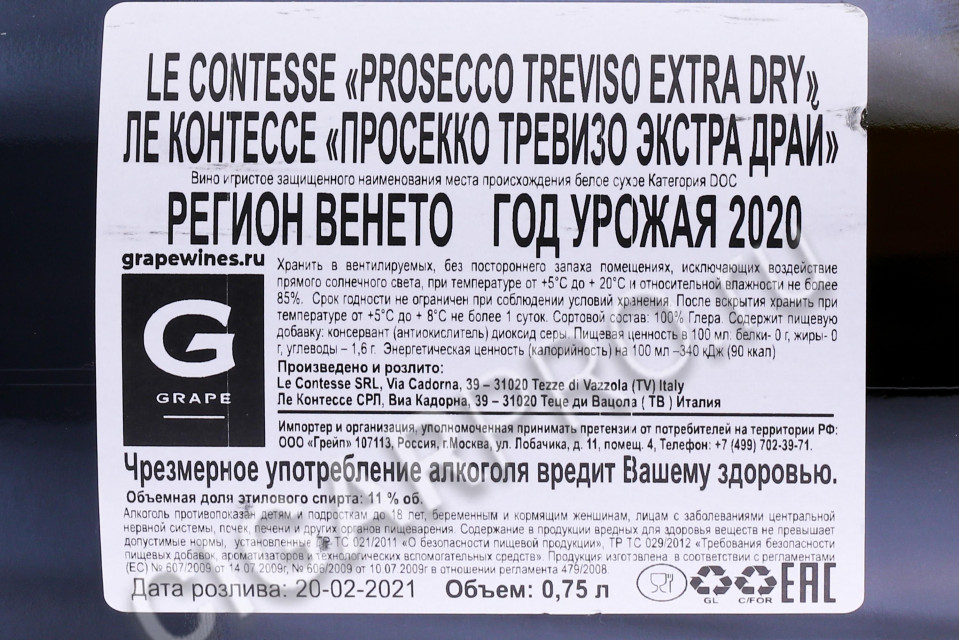 LE CONTESSE «PROSECCO TREVISO EXTRA DRY»
ЛЕ КОНТЕССЕ «ПРОСЕККО ТРЕВИЗО ЭКСТРА ДРАЙ»
Вино игристое защищенного наименования места происхождения белое сухое Категория DOC
РЕГИОН ВЕНЕТО ГОД УРОЖАЯ 2020
grapewines.ru
Хранить в вентилируемых, без постороннего запаха помещениях, исключающих воздействие
прямого солнечного света, при температуре от +5°С до + 20°С и относительной влажности не более
85%. Срок годности не ограничен при соблюдении условий хранения. После вскрытия хранить при
температуре от +5°С до + 8°С не более 1 суток. Сортовой состав: 100% Глера. Содержит пищевую
добавку: консервант (антиокислитель) диоксид серы. Пищевая ценность в 100 мл: белки- 0 г, жиры- 0
г, углеводы – 1,6 г. Энергетическая ценность (калорийность) на 100 мл –340 кДж (90 ккал)
G
GRAPE
Произведено и розлито:
Le Contesse SRL, Via Cadorna, 39 – 31020 Tezze di Vazzola (TV) Italy
Ле Контессе СРЛ, Виа Кадорна, 39 – 31020 Теце ди Вацола ( ТВ ) Италия
Импортер и организация, уполномоченная принимать претензии от потребителей на территории РФ:
ООО «Грейп» 107113, Россия, г.Москва, ул. Лобачика, д. 11, помещ. 4, Телефон: +7 (499) 702-39-71.
Чрезмерное употребление алкоголя вредит Вашему здоровью.
Объемная доля этилового спирта: 11 % об.
Алкоголь противопоказан детям и подросткам до 18 лет, беременным и кормящим женщинам, лицам с заболеваниями центральной
нервной системы, почек, печени и других органов пищеварения. Содержание в продукции вредных для здоровья веществ не превышает
допустимые нормы, установленные ТР ТС 021/2011 «О безопасности пищевой продукции», ТР ТС 029/2012 «Требования безопасности
пищевых добавок, ароматизаторов и технологических вспомогательных средств». Продукция изготовлена в соответствии с регламентами
(ЕС) № 607/2009 от 14.07.2009г, № 606/2009 от 10.07.2009г в отношении регламента 479/2008.
Дата розлива: 20-02-2021 Объем: 0,75 л
GL C/FOR EAC
CIGARPRO.ru